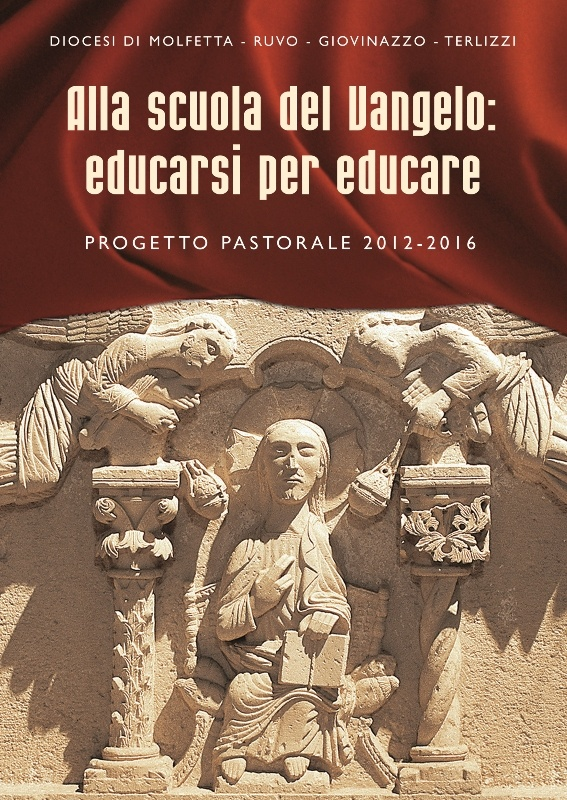 DIOCESI DI MOLFETTA - RUVO - GIOVINAZZO - TERLIZZI
Alla scuola del Vangelo:
educarsi per educare
PROGETTO PASTORALE 2012-2016